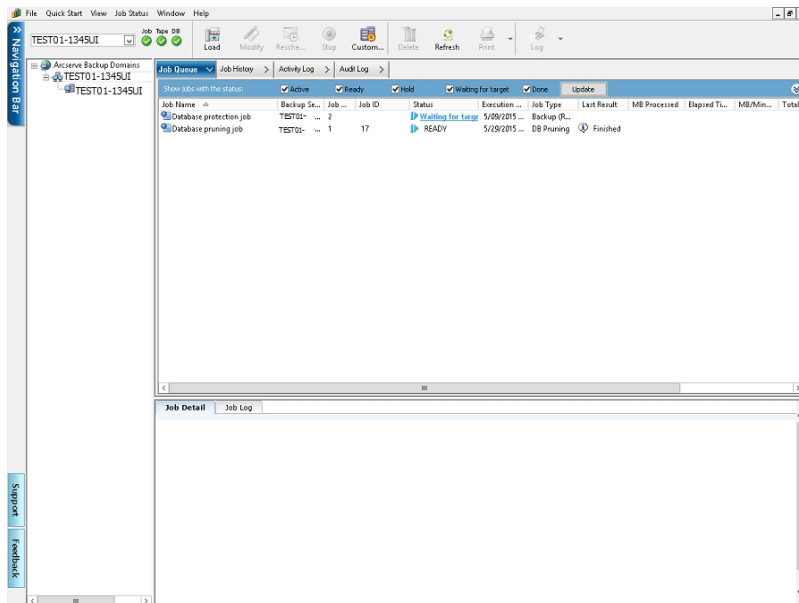 File Quick Start View Job Status Window Help
TEST01-1345UI Job Tape DB Load Modify Resche... Stop Custom... Delete Refresh Print Log
Navigation Bar
Arcserve Backup Domains
TEST01-1345UI
TEST01-1345UI
Job Queue Job History > Activity Log > Audit Log >
Show jobs with the status: Active Ready Hold Waiting for target Done Update
Job Name Backup Se... Job ... Job ID Status Execution ... Job Type Last Result MB Processed Elapsed Ti... MB/Min... Total
Database protection job TEST01- ... 2 Waiting for targe 5/09/2015 ... Backup (R...
Database pruning job TEST01- ... 1 17 READY 5/29/2015 ... DB Pruning Finished
Job Detail Job Log
Support
Feedback